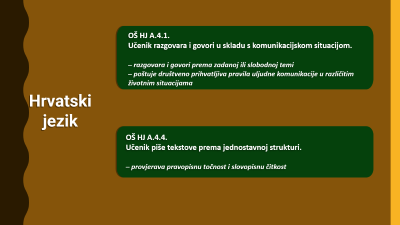 Hrvatski
jezik
OŠ HJ A.4.1.
Učenik razgovara i govori u skladu s komunikacijskom situacijom.
– razgovara i govori prema zadanoj ili slobodnoj temi
– poštuje društveno prihvatljiva pravila uljudne komunikacije u različitim
životnim situacijama
OŠ HJ A.4.4.
Učenik piše tekstove prema jednostavnoj strukturi.
– provjerava pravopisnu točnost i slovopisnu čitkost